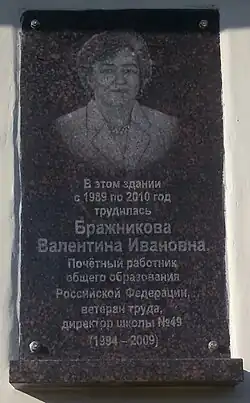 В этом здании
с 1989 по 2010 год
трудилась
Бражникова
Валентина Ивановна.
Почётный работник
общего образования
Российской Федерации,
ветеран труда,
директор школы №49
(1994 – 2009)